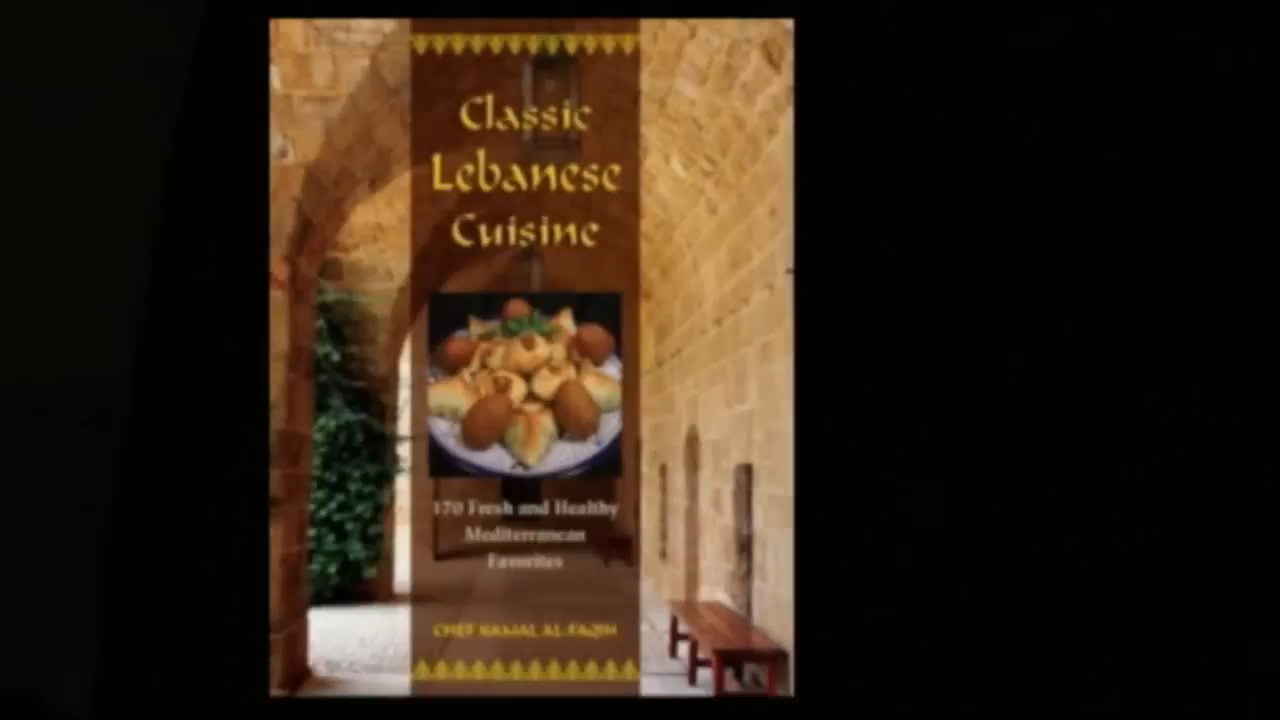 Classic
Lebanese
Cuisine
170 Fresh and Healthy
Mediterranean
Favorites
CHEF KAMAL AL-FAQIH